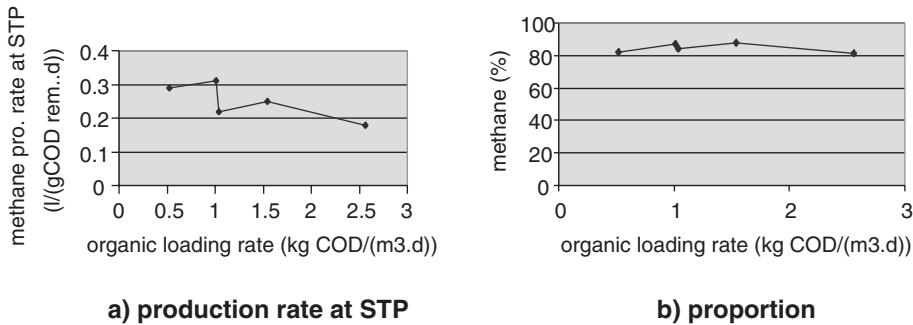 methane pro. rate at STP
(l/(gCOD rem..d))
0.4
0.3
0.2
0.1
0
0 0.5 1 1.5 2 2.5 3
organic loading rate (kg COD/(m3.d))
a) production rate at STP
methane (%)
100
80
60
40
20
0
0 1 2 3
organic loading rate (kg COD/(m3.d))
b) proportion